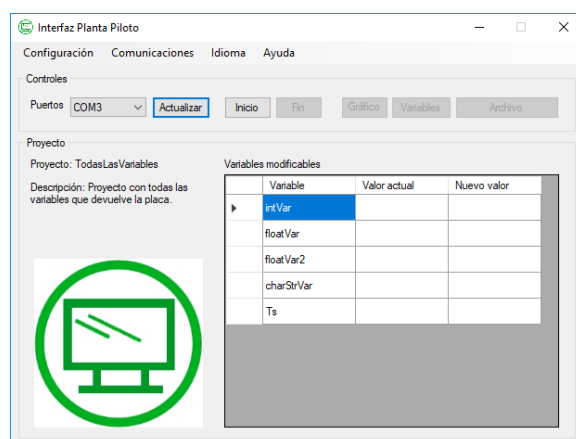 Interfaz Planta Piloto
Configuración Comunicaciones Idioma Ayuda
Controles
Puertos COM3 Actualizar Inicio Fin Gráfico Variables Archivo
Proyecto
Proyecto: TodasLasVariables
Variables modificables
Descripción: Proyecto con todas las
variables que devuelve la placa.
Variable Valor actual Nuevo valor
intVar
floatVar
floatVar2
charStrVar
Ts